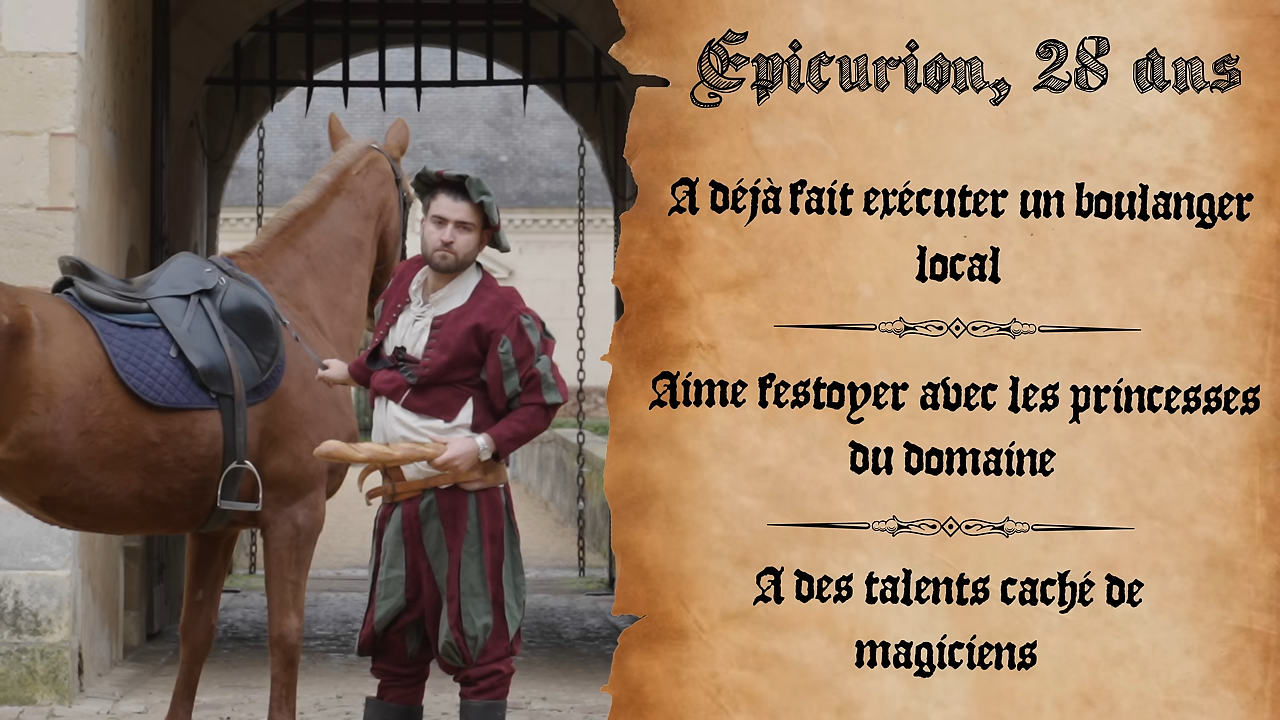 Epicurion, 28 ans
A déjà fait exécuter un boulanger
local
Aime festoyer avec les princesses
du domaine
A des talents caché de
magiciens